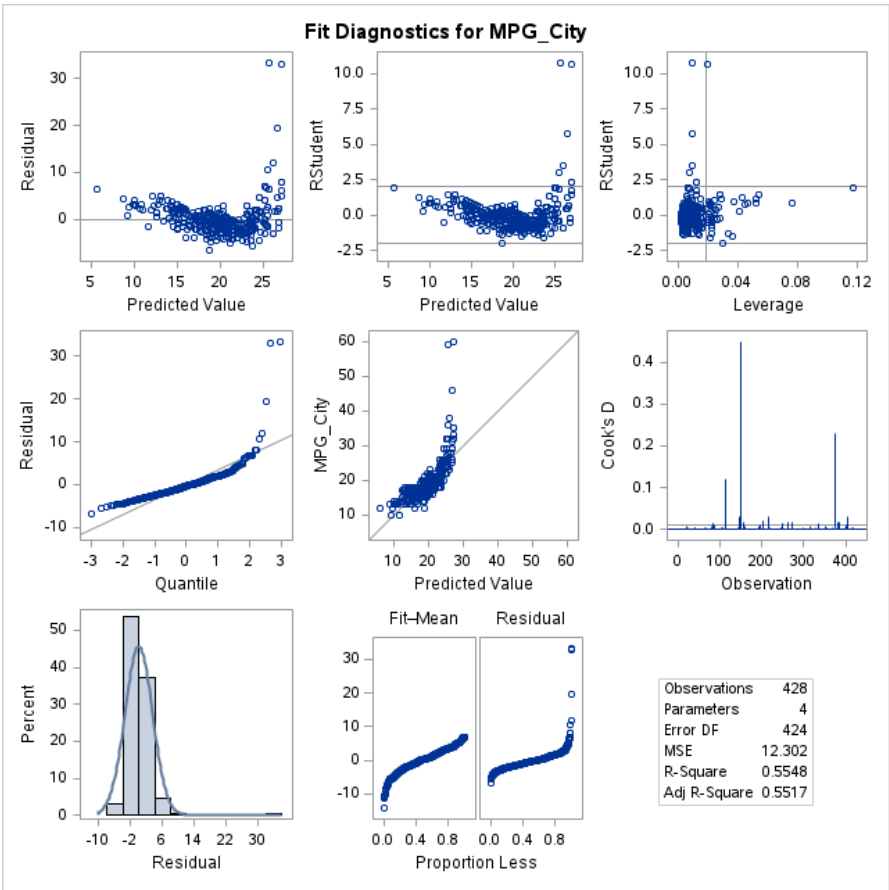 Fit Diagnostics for MPG_City
30
20
10
0
Residual
5 10 15 20 25
Predicted Value
10.0
7.5
5.0
2.5
0.0
-2.5
RStudent
5 10 15 20 25
Predicted Value
10.0
7.5
5.0
2.5
0.0
-2.5
RStudent
0.00 0.04 0.08 0.12
Leverage
30
20
10
0
-10
Residual
-3 -2 -1 0 1 2 3
Quantile
60
50
40
30
20
10
MPG_City
10 20 30 40 50 60
Predicted Value
0.4
0.3
0.2
0.1
0.0
Cook's D
0 100 200 300 400
Observation
50
40
30
20
10
0
Percent
-10 -2 6 14 22 30
Residual
Fit–Mean Residual
30
20
10
0
-10
0.0 0.4 0.8 0.0 0.4 0.8
Proportion Less
Observations 428
Parameters 4
Error DF 424
MSE 12.302
R-Square 0.5548
Adj R-Square 0.5517